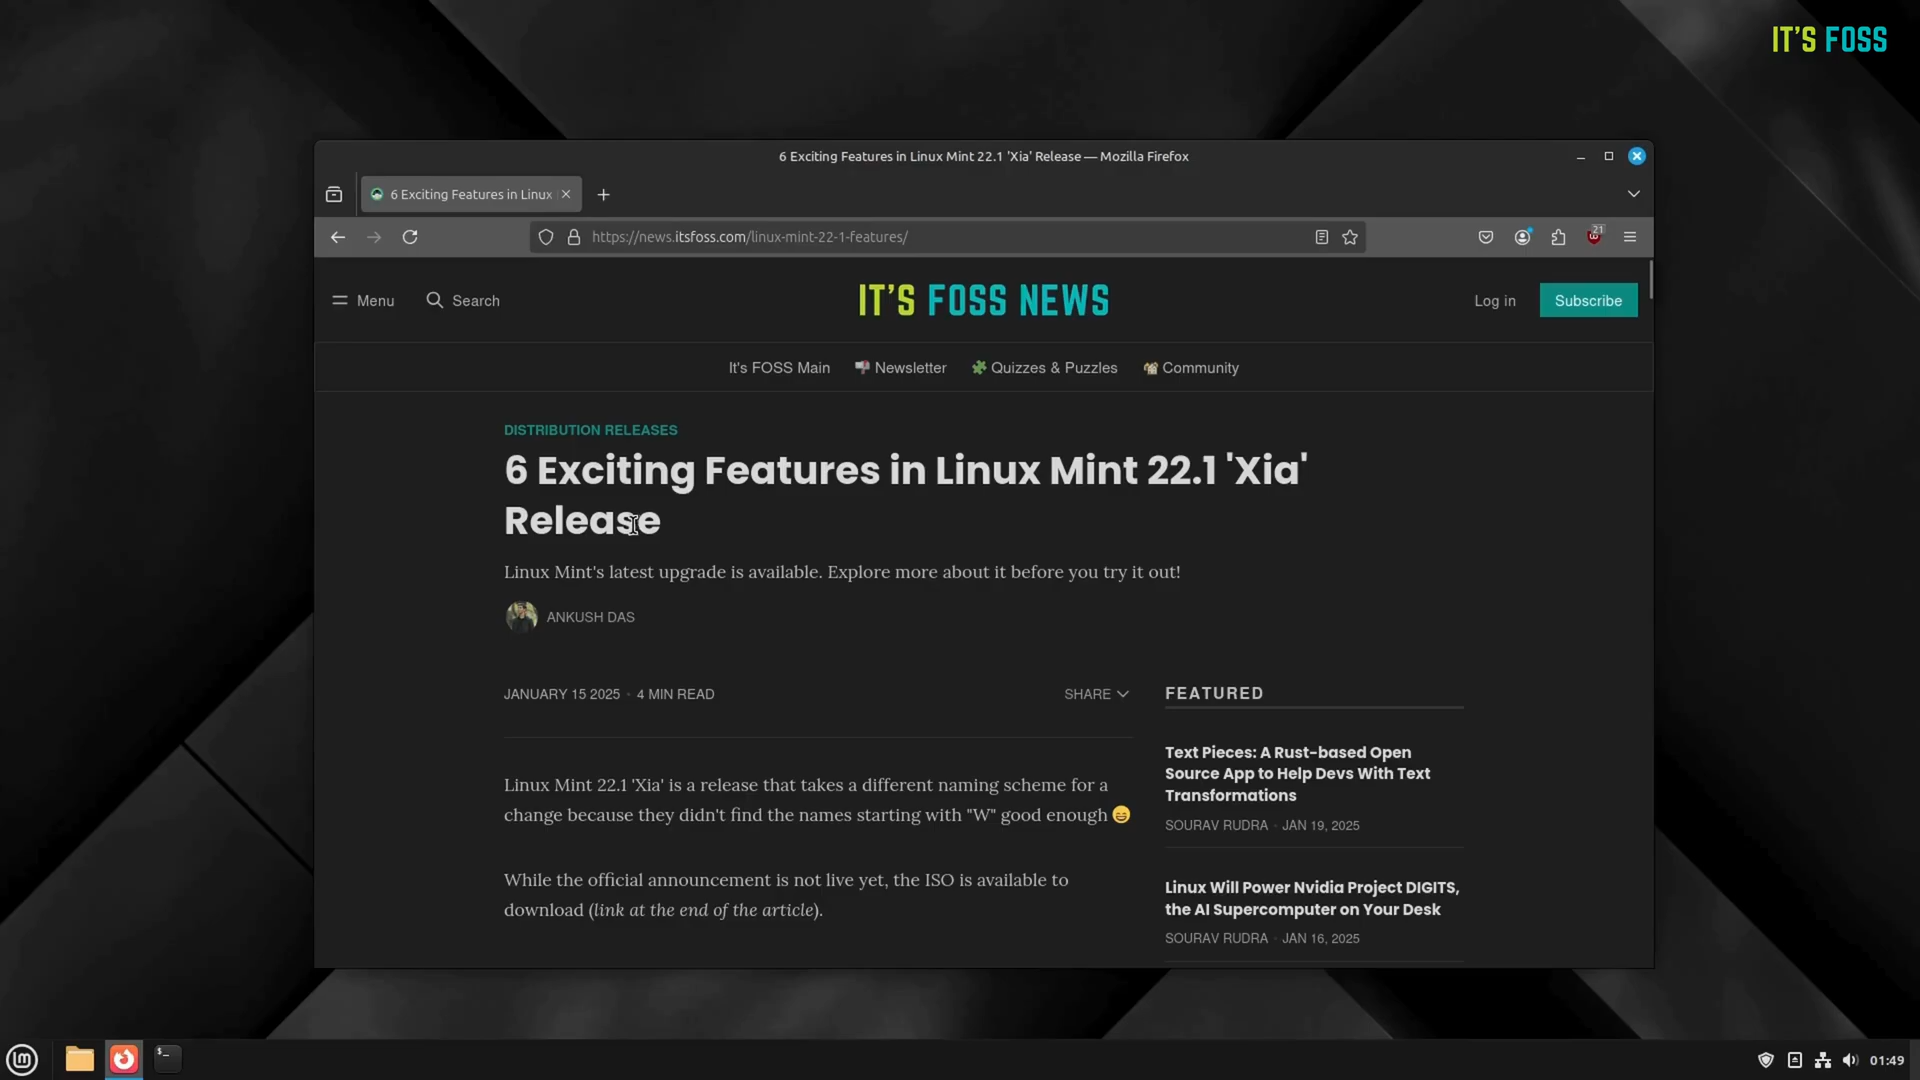 IT'S FOSS
6 Exciting Features in Linux Mint 22.1 'Xia' Release — Mozilla Firefox
6 Exciting Features in Linux
https://news.itsfoss.com/linux-mint-22-1-features/
21
Menu
Search
IT'S FOSS NEWS
Log in
Subscribe
It's FOSS Main
Newsletter
Quizzes & Puzzles
Community
DISTRIBUTION RELEASES
6 Exciting Features in Linux Mint 22.1 'Xia'
Release
Linux Mint's latest upgrade is available. Explore more about it before you try it out!
ANKUSH DAS
JANUARY 15 2025 · 4 MIN READ
SHARE
Linux Mint 22.1 'Xia' is a release that takes a different naming scheme for a
change because they didn't find the names starting with "W" good enough 😄
While the official announcement is not live yet, the ISO is available to
download (link at the end of the article).
FEATURED
Text Pieces: A Rust-based Open
Source App to Help Devs With Text
Transformations
SOURAV RUDRA · JAN 19, 2025
Linux Will Power Nvidia Project DIGITS,
the AI Supercomputer on Your Desk
SOURAV RUDRA · JAN 16, 2025
$_
01:49